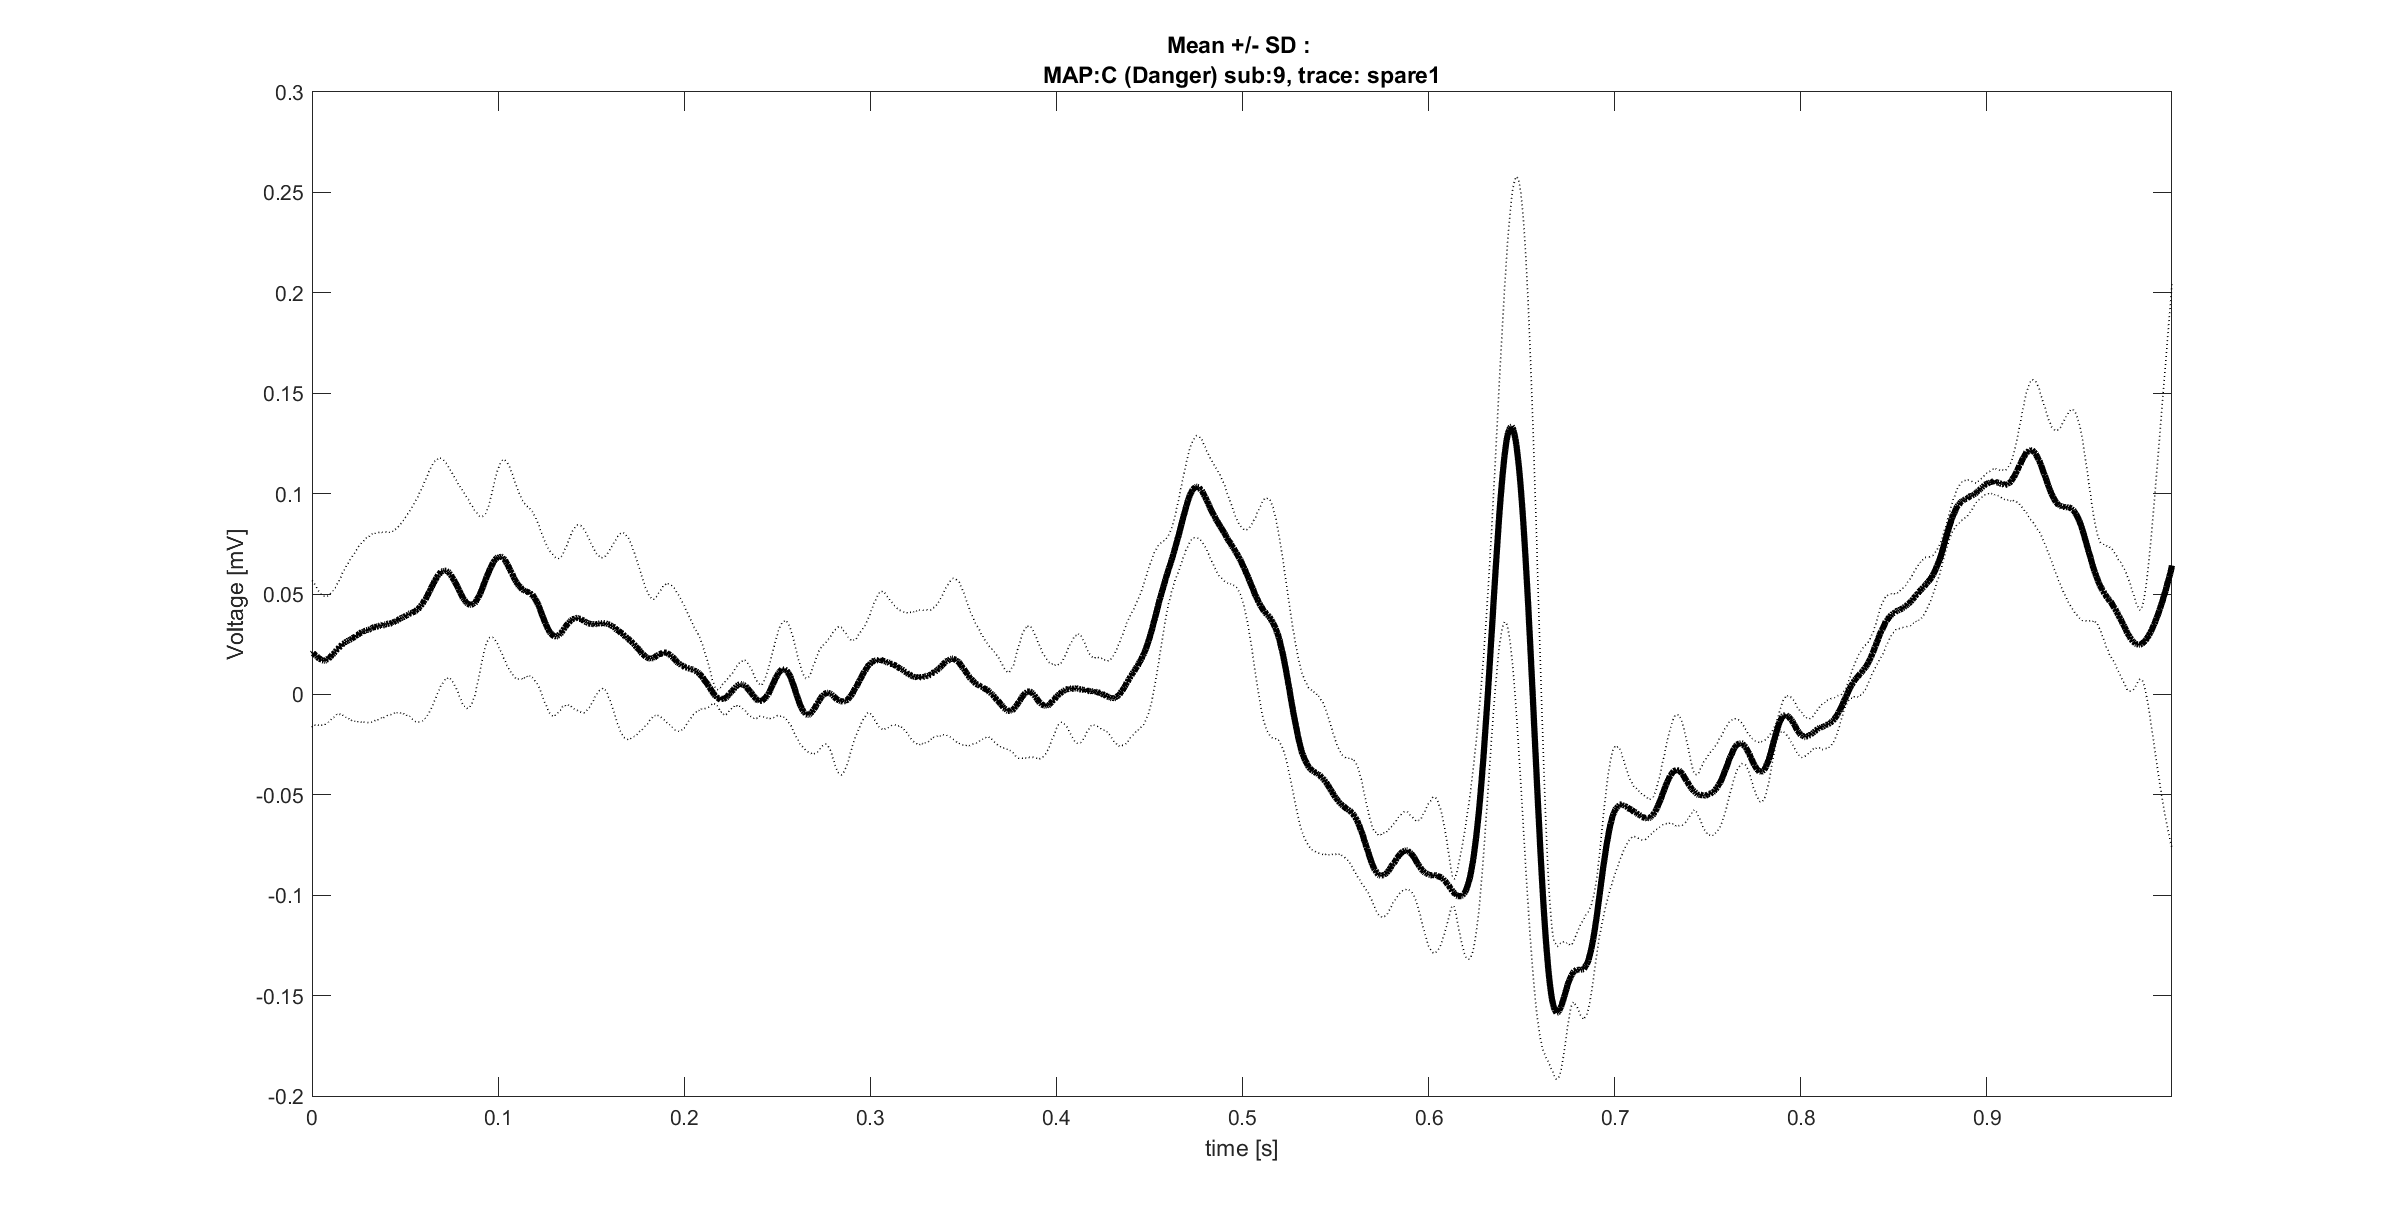 Mean +/- SD :
MAP:C (Danger) sub:9, trace: spare1
0.3
0.25
0.2
0.15
0.1
0.05
0
-0.05
-0.1
-0.15
-0.2
Voltage [mV]
0 0.1 0.2 0.3 0.4 0.5 0.6 0.7 0.8 0.9
time [s]